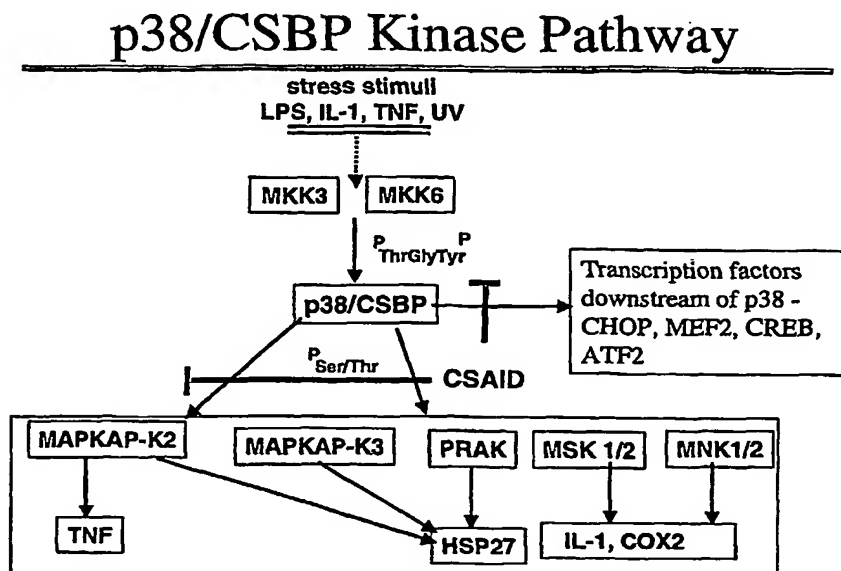 p38/CSBP Kinase Pathway
stress stimuli
LPS, IL-1, TNF, UV
MKK3
MKK6
P ThrGlyTyr P
p38/CSBP
Transcription factors
downstream of p38 -
CHOP, MEF2, CREB,
ATF2
P Ser/Thr
CSAID
MAPKAP-K2
MAPKAP-K3
PRAK
MSK 1/2
MNK1/2
TNF
HSP27
IL-1, COX2